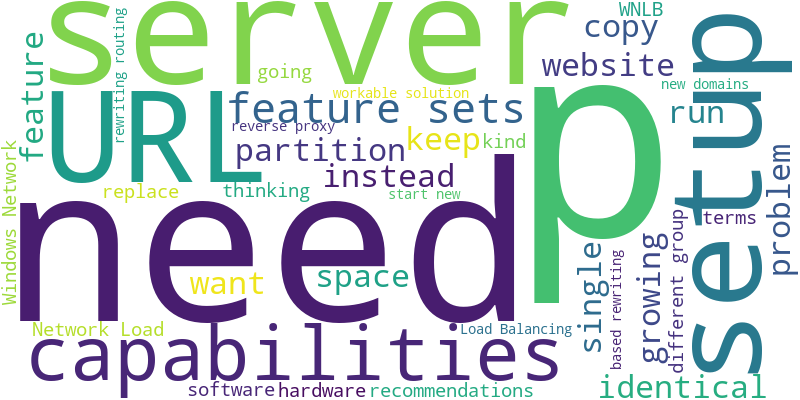 server
WNLB
copy
feature
rewriting routing
going
website
setup
URL
workable solution
new domains
feature sets
run
p
reverse proxy
keep
kind
partition
Windows Network
instead
replace
thinking
start new
need
problem
terms
different group
growing
single
based rewriting
want
space
Network Load
Load Balancing
capabilities
identical
software
hardware
recommendations